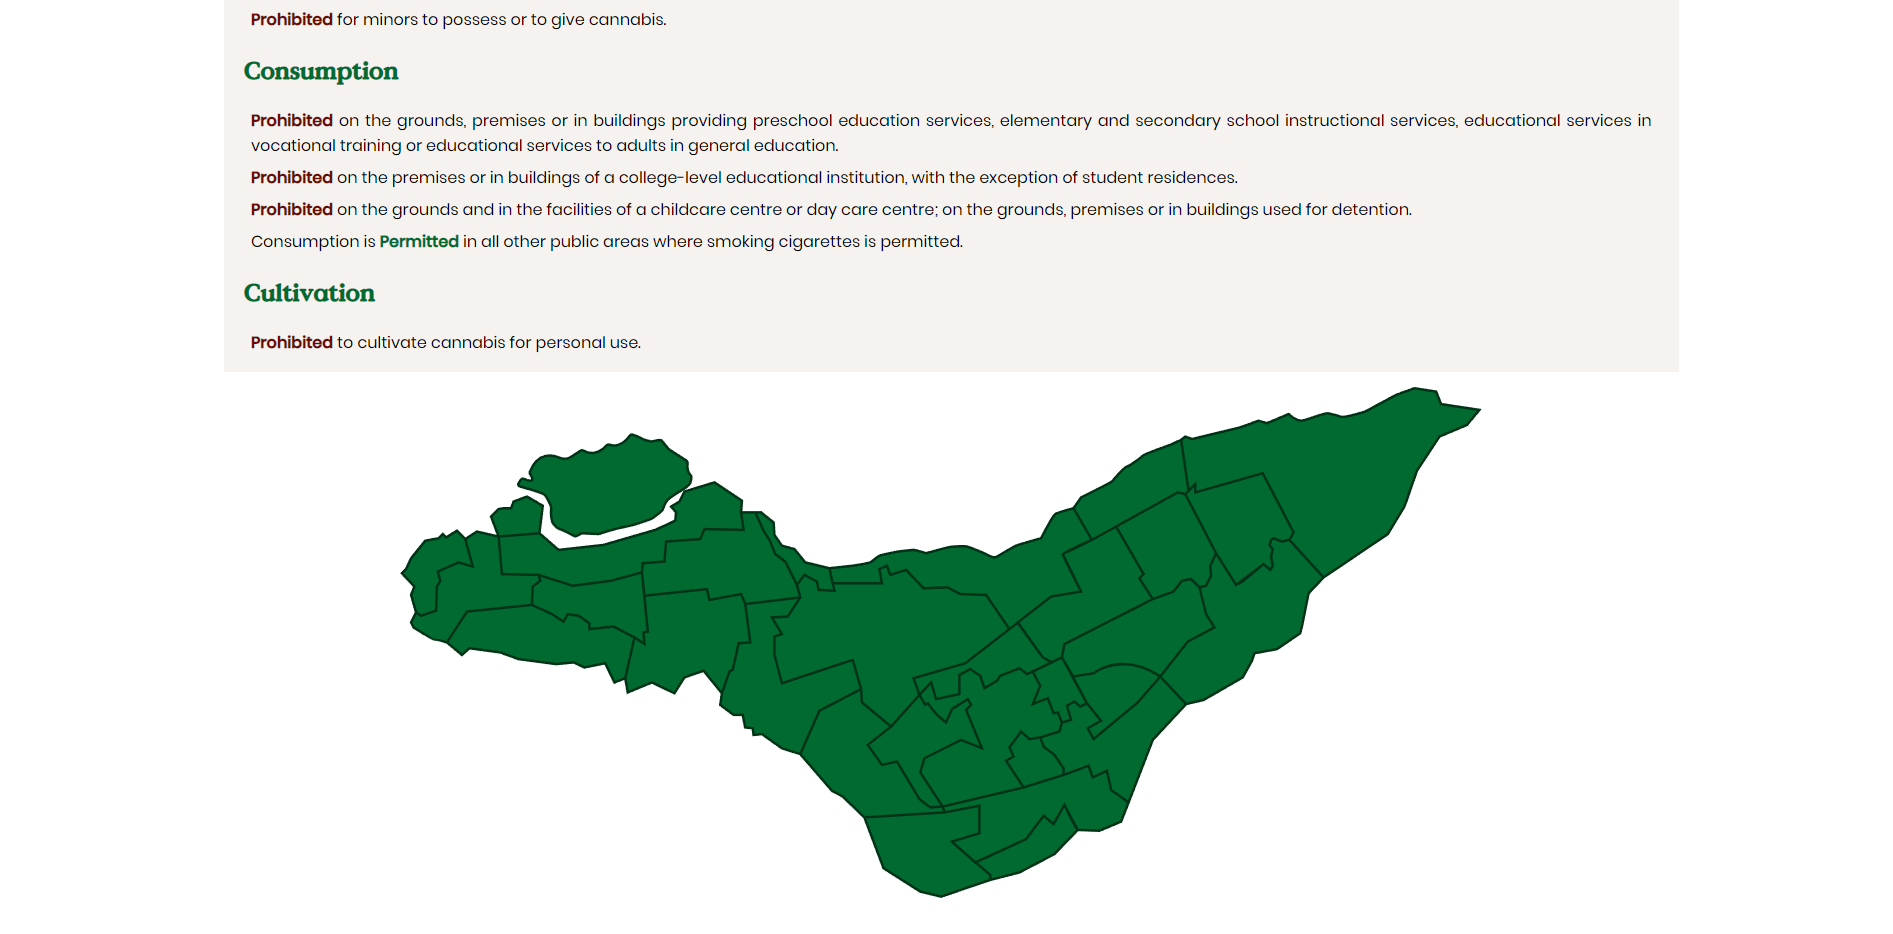 Prohibited for minors to possess or to give cannabis.
Consumption
Prohibited on the grounds, premises or in buildings providing preschool education services, elementary and secondary school instructional services, educational services in
vocational training or educational services to adults in general education.
Prohibited on the premises or in buildings of a college-level educational institution, with the exception of student residences.
Prohibited on the grounds and in the facilities of a childcare centre or day care centre; on the grounds, premises or in buildings used for detention.
Consumption is Permitted in all other public areas where smoking cigarettes is permitted.
Cultivation
Prohibited to cultivate cannabis for personal use.